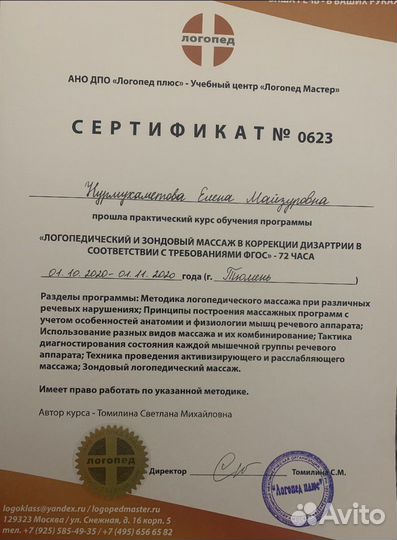 ВАША РЕЧЬ - В ВАШИХ РУКАХ
логопед
АНО ДПО «Логопед плюс» - Учебный центр «Логопед Мастер»
СЕРТИФИКАТ № 0623
Нурмухаметова Елена Майзуровна
прошла практический курс обучения программы
«ЛОГОПЕДИЧЕСКИЙ И ЗОНДОВЫЙ МАССАЖ В КОРРЕКЦИИ ДИЗАРТРИИ В
СООТВЕТСТВИИ С ТРЕБОВАНИЯМИ ФГОС» - 72 ЧАСА
01.10.2020-01.11.2020 года (г. Тюмень)
Разделы программы: Методика логопедического массажа при различных
речевых нарушениях; Принципы построения массажных программ с
учетом особенностей анатомии и физиологии мышц речевого аппарата;
Использование разных видов массажа и их комбинирование; Тактика
диагностирования состояния каждой мышечной группы речевого
аппарата; Техника проведения активизирующего и расслабляющего
массажа; Зондовый логопедический массаж.
Имеет право работать по указанной методике.
Автор курса - Томилина Светлана Михайловна
логопед
Директор Томилина С.М.
"Логопед плюс"
logoklass@yandex.ru / logopedmaster.ru
129323 Москва / ул. Снежная, д. 16 корп. 5
тел. +7 (925) 585-49-35 / +7 (495) 656 65 82
Avito